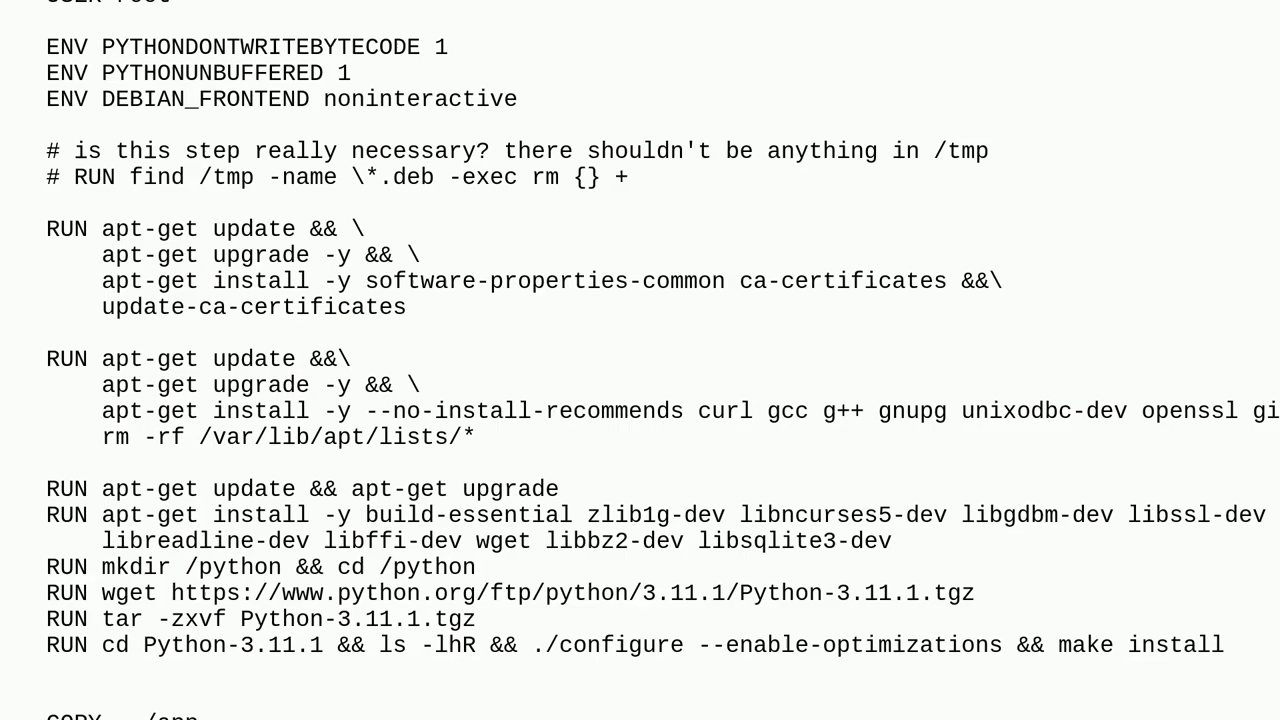 USER root
ENV PYTHONDONTWRITEBYTECODE 1
ENV PYTHONUNBUFFERED 1
ENV DEBIAN_FRONTEND noninteractive
# is this step really necessary? there shouldn't be anything in /tmp
# RUN find /tmp -name \*.deb -exec rm {} +
RUN apt-get update && \
    apt-get upgrade -y && \
    apt-get install -y software-properties-common ca-certificates &&\
    update-ca-certificates
RUN apt-get update &&\
    apt-get upgrade -y && \
    apt-get install -y --no-install-recommends curl gcc g++ gnupg unixodbc-dev openssl
    rm -rf /var/lib/apt/lists/*
RUN apt-get update && apt-get upgrade
RUN apt-get install -y build-essential zlib1g-dev libncurses5-dev libgdbm-dev libssl-dev
    libreadline-dev libffi-dev wget libbz2-dev libsqlite3-dev
RUN mkdir /python && cd /python
RUN wget https://www.python.org/ftp/python/3.11.1/Python-3.11.1.tgz
RUN tar -zxvf Python-3.11.1.tgz
RUN cd Python-3.11.1 && ls -lhR && ./configure --enable-optimizations && make install